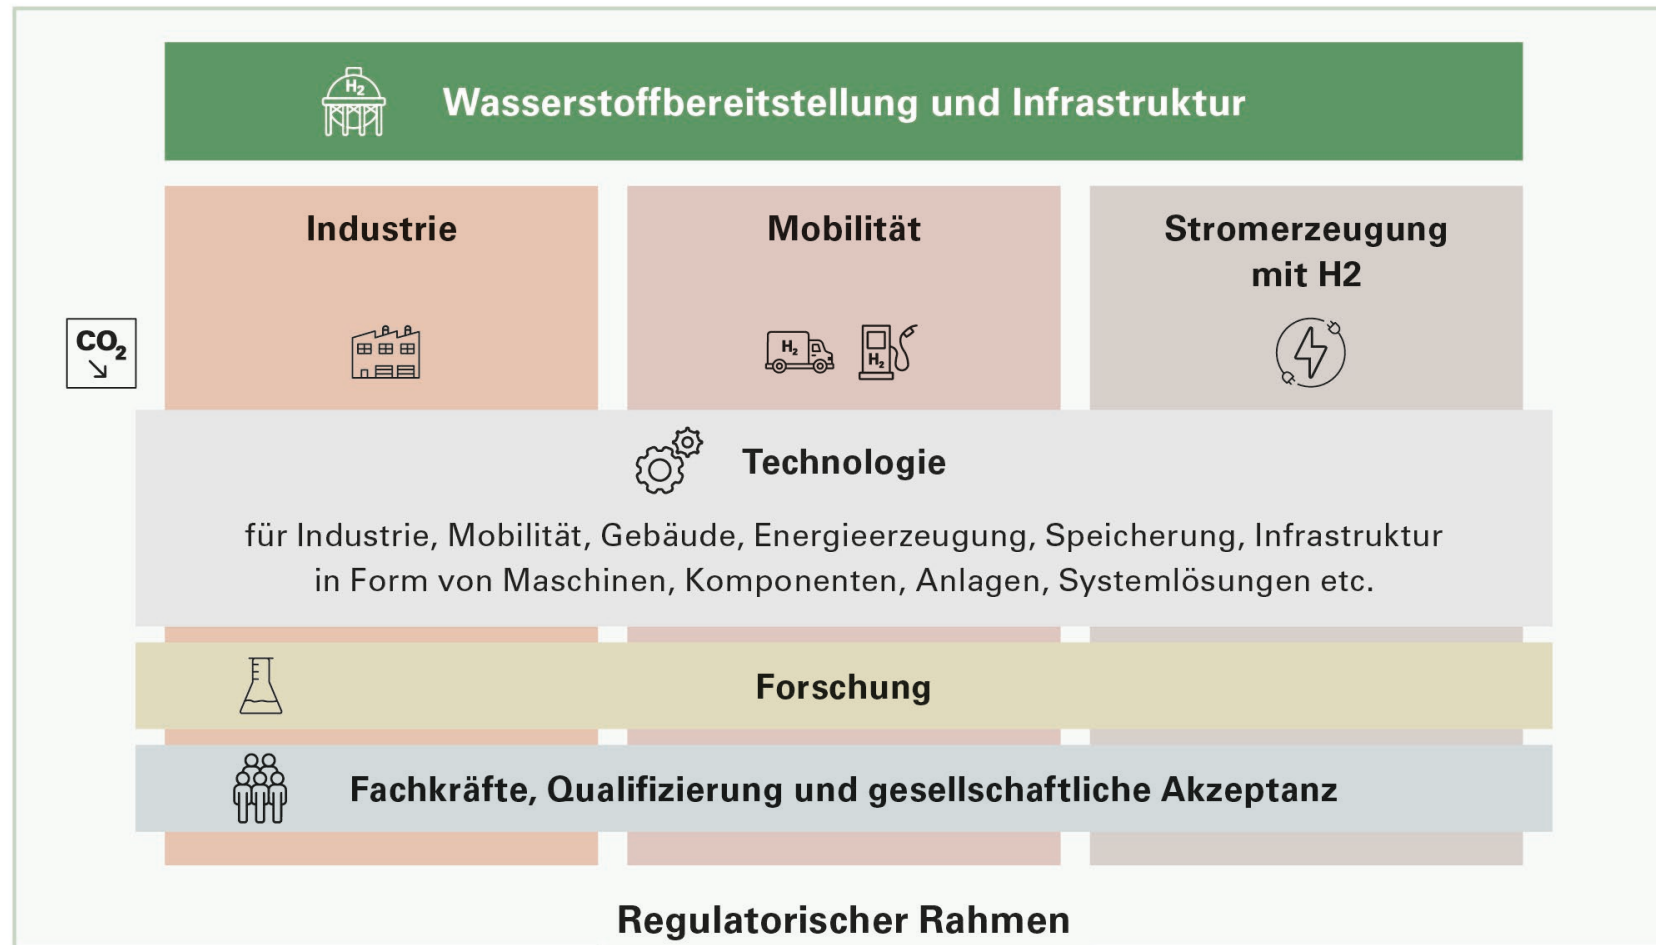 H2
Wasserstoffbereitstellung und Infrastruktur
Industrie
Mobilität
Stromerzeugung
mit H2
CO2
H2
H2
Technologie
für Industrie, Mobilität, Gebäude, Energieerzeugung, Speicherung, Infrastruktur
in Form von Maschinen, Komponenten, Anlagen, Systemlösungen etc.
Forschung
Fachkräfte, Qualifizierung und gesellschaftliche Akzeptanz
Regulatorischer Rahmen